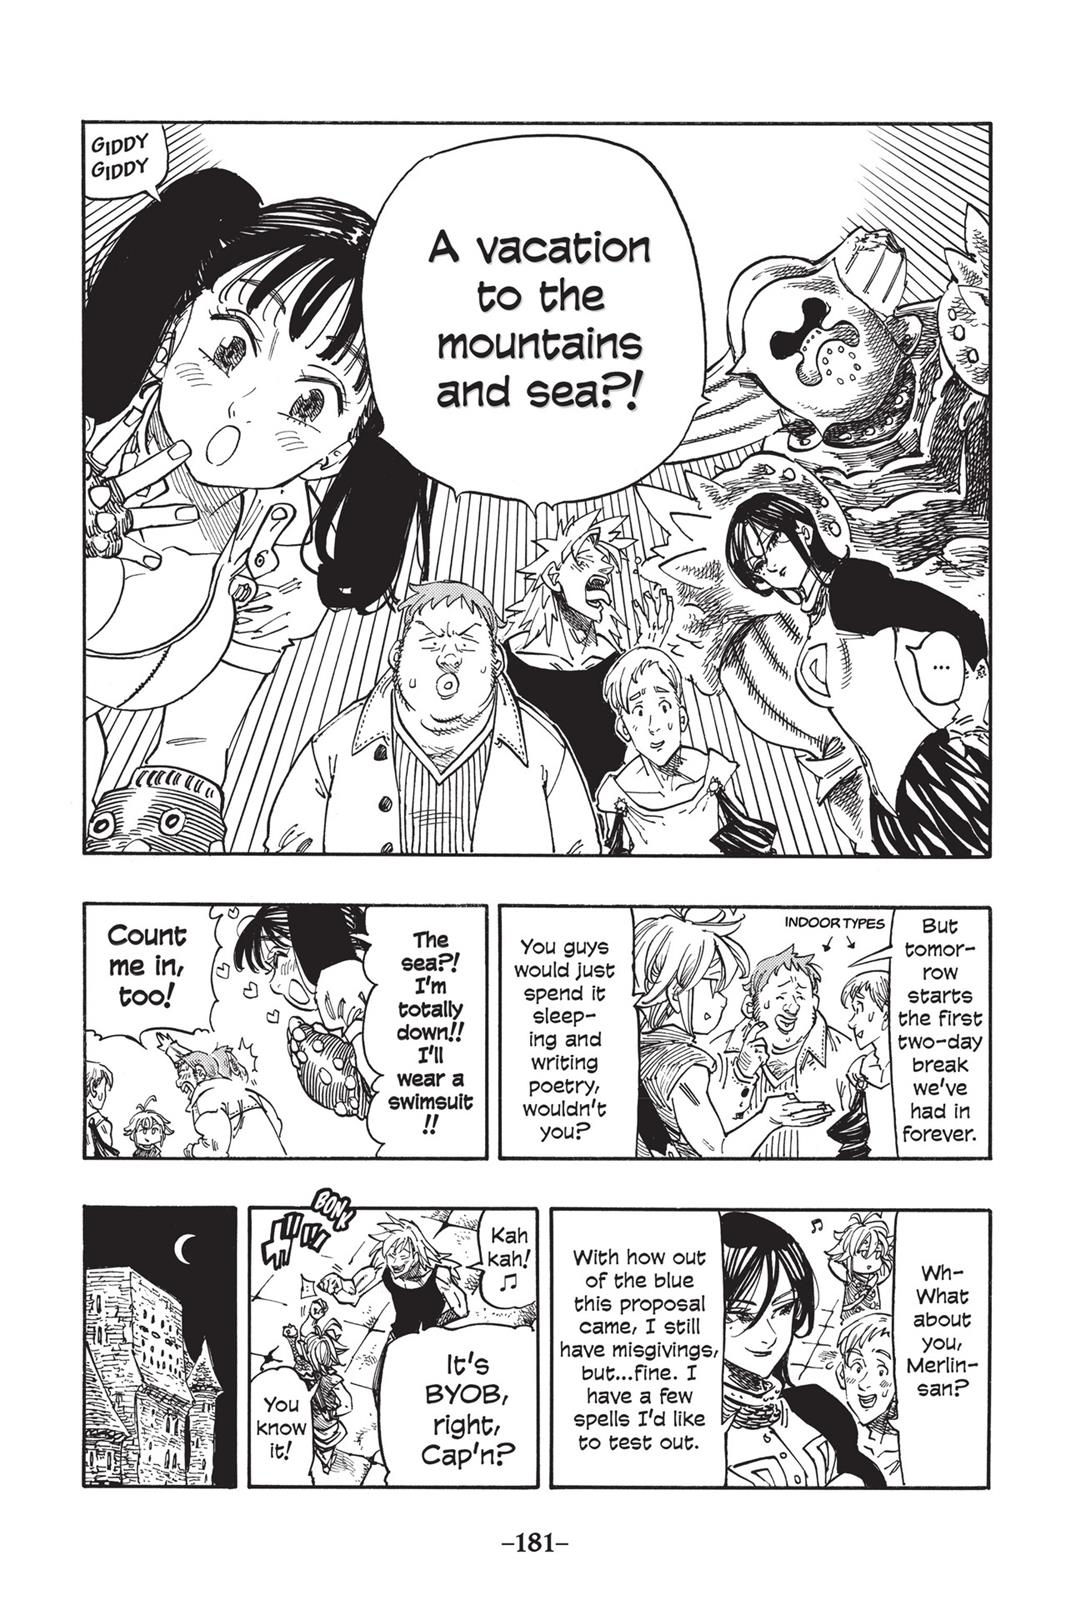 GIDDY
GIDDY
A vacation
to the
mountains
and sea?!
...
But
tomor-
row
starts
the first
two-day
break
we've
had in
forever.
INDOOR TYPES
You guys
would just
spend it
sleep-
ing and
writing
poetry,
wouldn't
you?
The
sea?!
I'm
totally
down!!
I'll
wear a
swimsuit
!!
Count
me in,
too!
Wh-
What
about
you,
Merlin-
san?
With how out
of the blue
this proposal
came, I still
have misgivings,
but...fine. I
have a few
spells I'd like
to test out.
Kah
kah!
♫
BONK
It's
BYOB,
right,
Cap'n?
You
know
it!
–181–